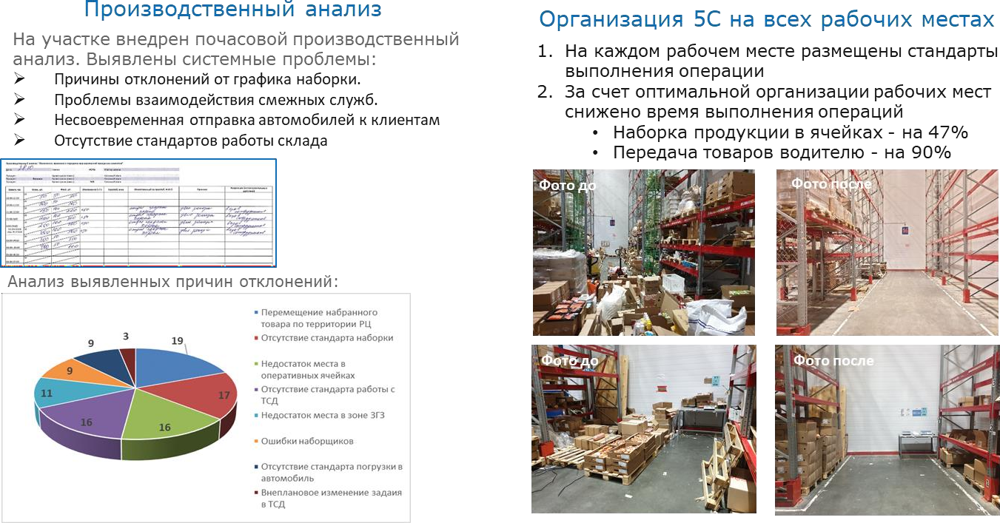 Производственный анализ
На участке внедрен почасовой производственный
анализ. Выявлены системные проблемы:
Причины отклонений от графика наборки.
Проблемы взаимодействия смежных служб.
Несвоевременная отправка автомобилей к клиентам
Отсутствие стандартов работы склада
Анализ выявленных причин отклонений:
19
17
16
16
11
9
9
3
Перемещение набранного
товара по территории РЦ
Отсутствие стандарта наборки
Недостаток места в
оперативных ячейках
Отсутствие стандарта работы с
ТСД
Недостаток места в зоне ЗГЗ
Ошибки наборщиков
Отсутствие стандарта погрузки в
автомобиль
Внеплановое изменение задаия
в ТСД
Организация 5С на всех рабочих местах
1. На каждом рабочем месте размещены стандарты
выполнения операции
2. За счет оптимальной организации рабочих мест
снижено время выполнения операций
• Наборка продукции в ячейках - на 47%
• Передача товаров водителю - на 90%
Фото до
Фото после
16
Фото до
Фото после